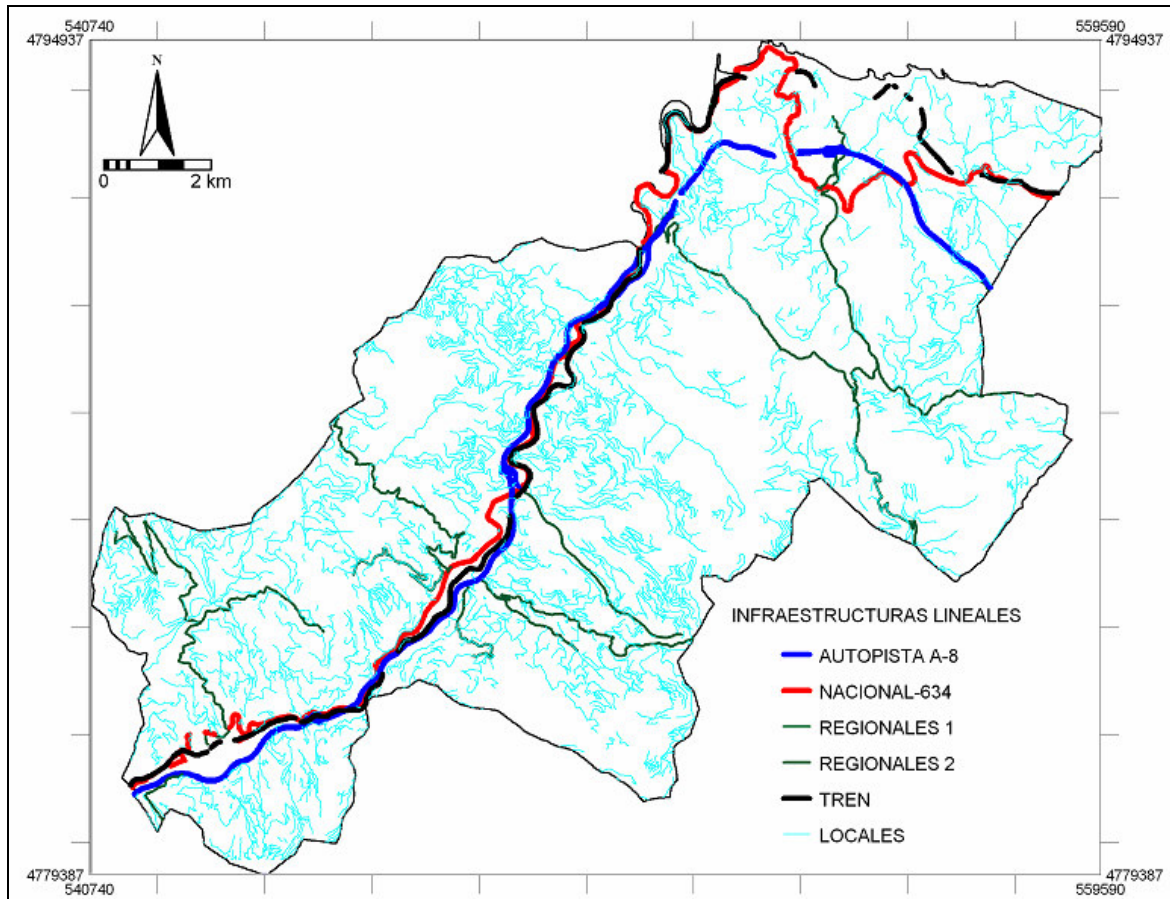 540740
559590
4794937
4794937
N
0
2 km
INFRAESTRUCTURAS LINEALES
AUTOPISTA A-8
NACIONAL-634
REGIONALES 1
REGIONALES 2
TREN
LOCALES
4779387
4779387
540740
559590